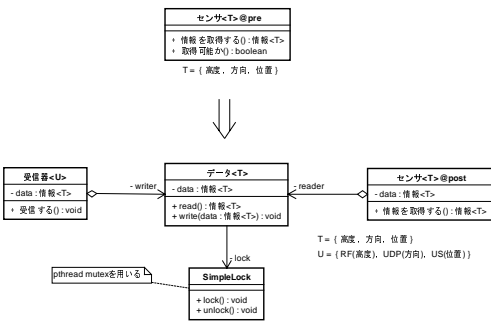 センサ<T>@pre
+ 情報を取得する() : 情報<T>
+ 取得可能か() : boolean
T = { 高度, 方向, 位置 }
受信器<U>
- data : 情報<T>
+ 受信する() : void
- writer
データ<T>
- data : 情報<T>
+ read() : 情報<T>
+ write(data : 情報<T>) : void
- reader
センサ<T>@post
- data : 情報<T>
+ 情報を取得する() : 情報<T>
T = { 高度, 方向, 位置 }
U = { RF(高度), UDP(方向), US(位置) }
- lock
pthread mutexを用いる
SimpleLock
+ lock() : void
+ unlock() : void